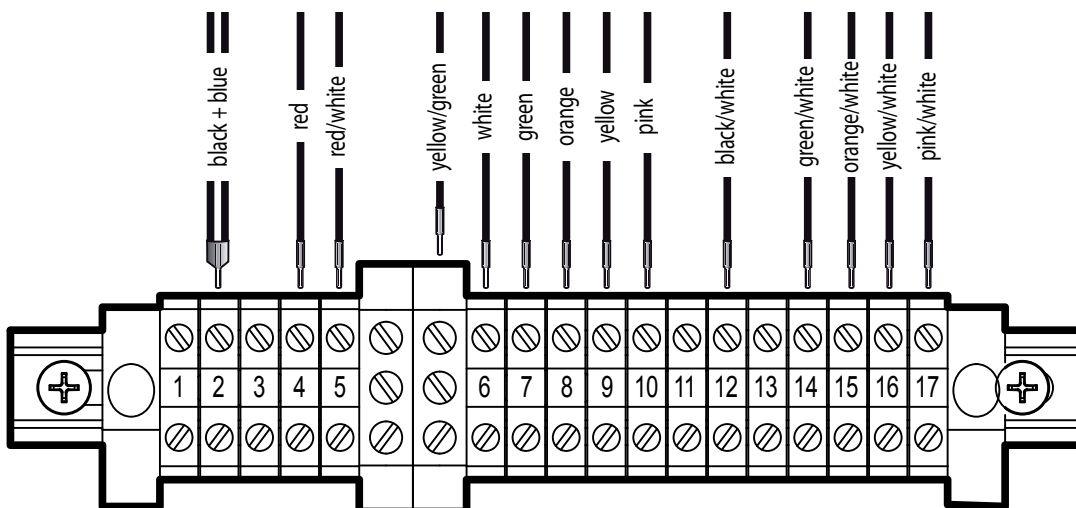 black + blue
red
red/white
yellow/green
white
green
orange
yellow
pink
black/white
green/white
orange/white
yellow/white
pink/white
1 2 3 4 5 6 7 8 9 10 11 12 13 14 15 16 17